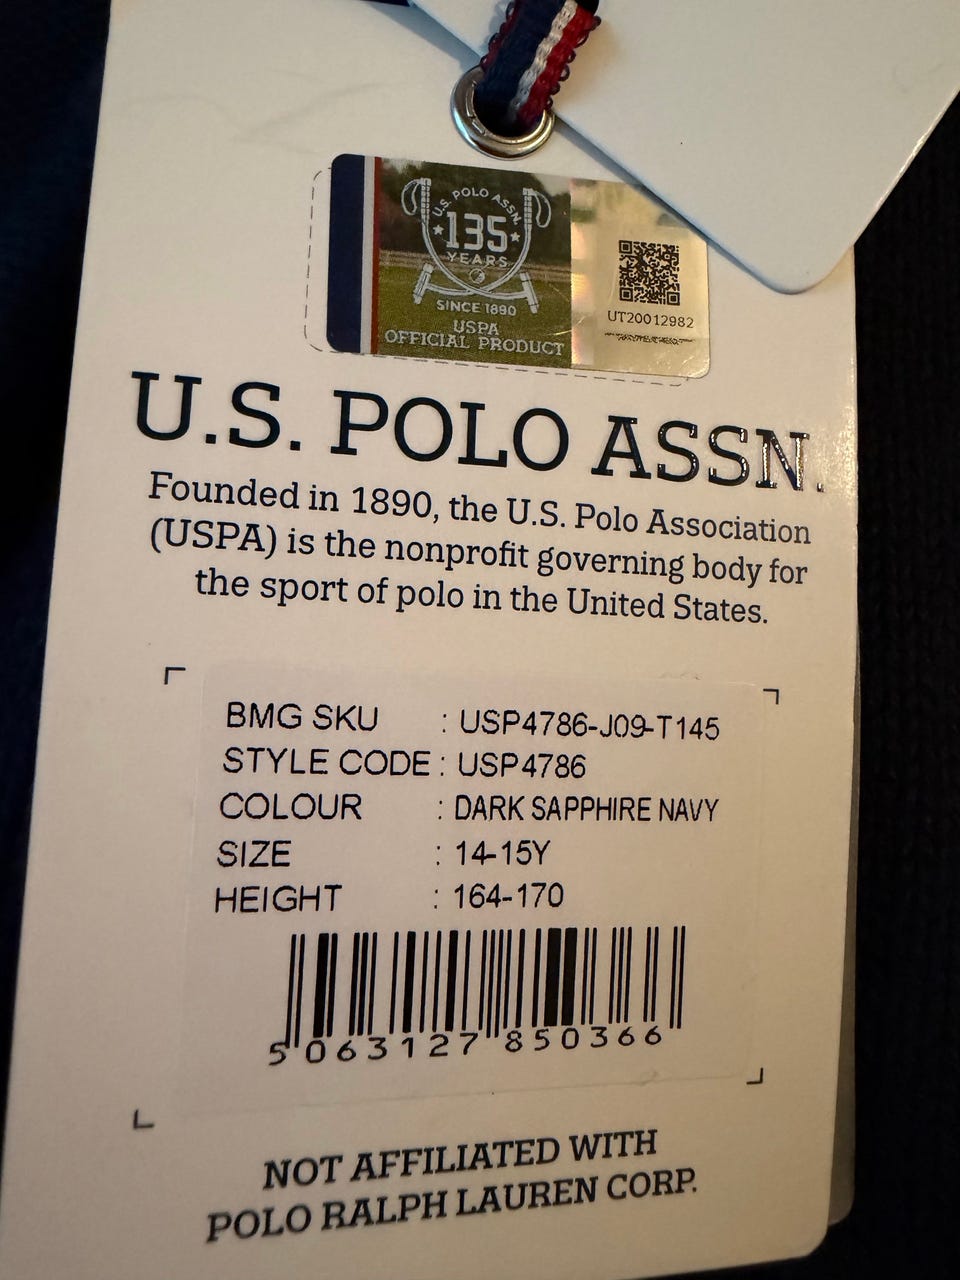 U.S. POLO ASSN.
135
YEARS
SINCE 1890
USPA
OFFICIAL PRODUCT
UT20012982
U.S. POLO ASSN.
Founded in 1890, the U.S. Polo Association
(USPA) is the nonprofit governing body for
the sport of polo in the United States.
BMG SKU : USP4786-J09-T145
STYLE CODE : USP4786
COLOUR : DARK SAPPHIRE NAVY
SIZE : 14-15Y
HEIGHT : 164-170
5 063127 850366
NOT AFFILIATED WITH
POLO RALPH LAUREN CORP.